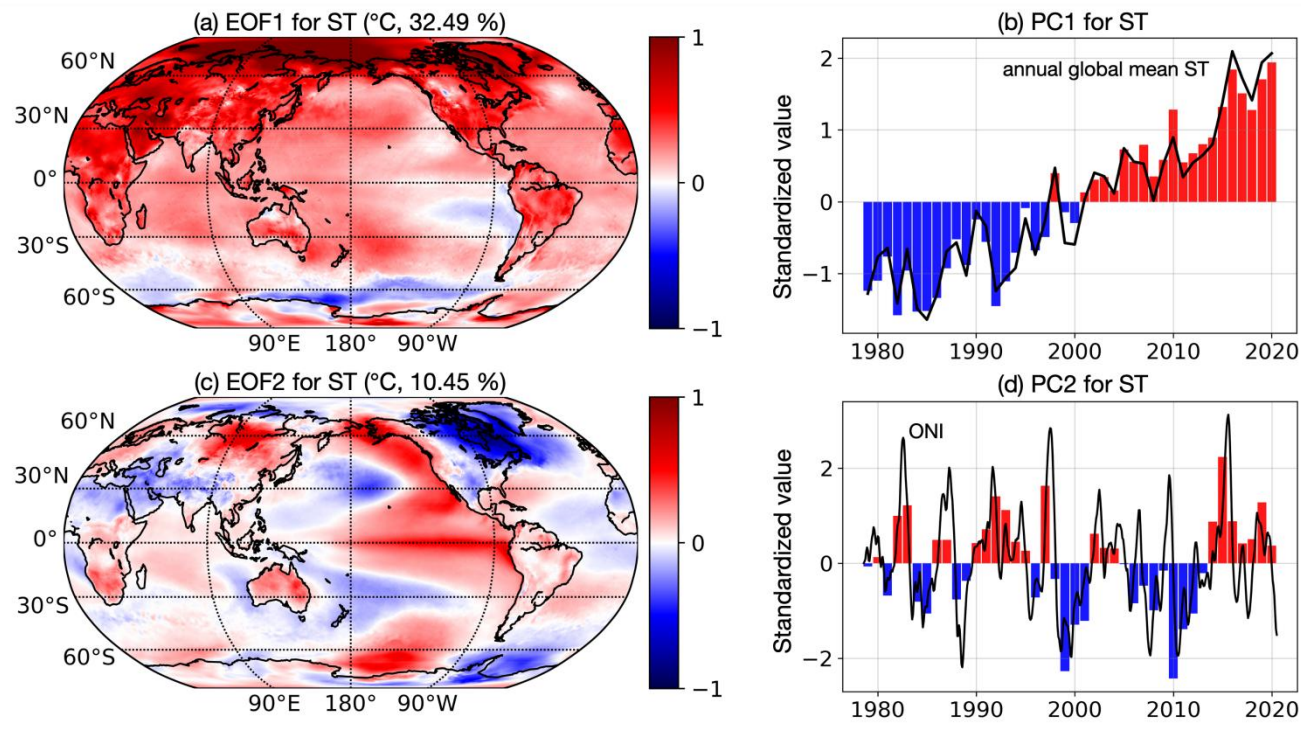 (a) EOF1 for ST (°C, 32.49 %)
60°N
30°N
0°
30°S
60°S
90°E 180° 90°W
1
0
−1
(b) PC1 for ST
annual global mean ST
Standardized value
2
1
0
−1
1980 1990 2000 2010 2020
(c) EOF2 for ST (°C, 10.45 %)
60°N
30°N
0°
30°S
60°S
90°E 180° 90°W
1
0
−1
(d) PC2 for ST
ONI
Standardized value
2
0
−2
1980 1990 2000 2010 2020